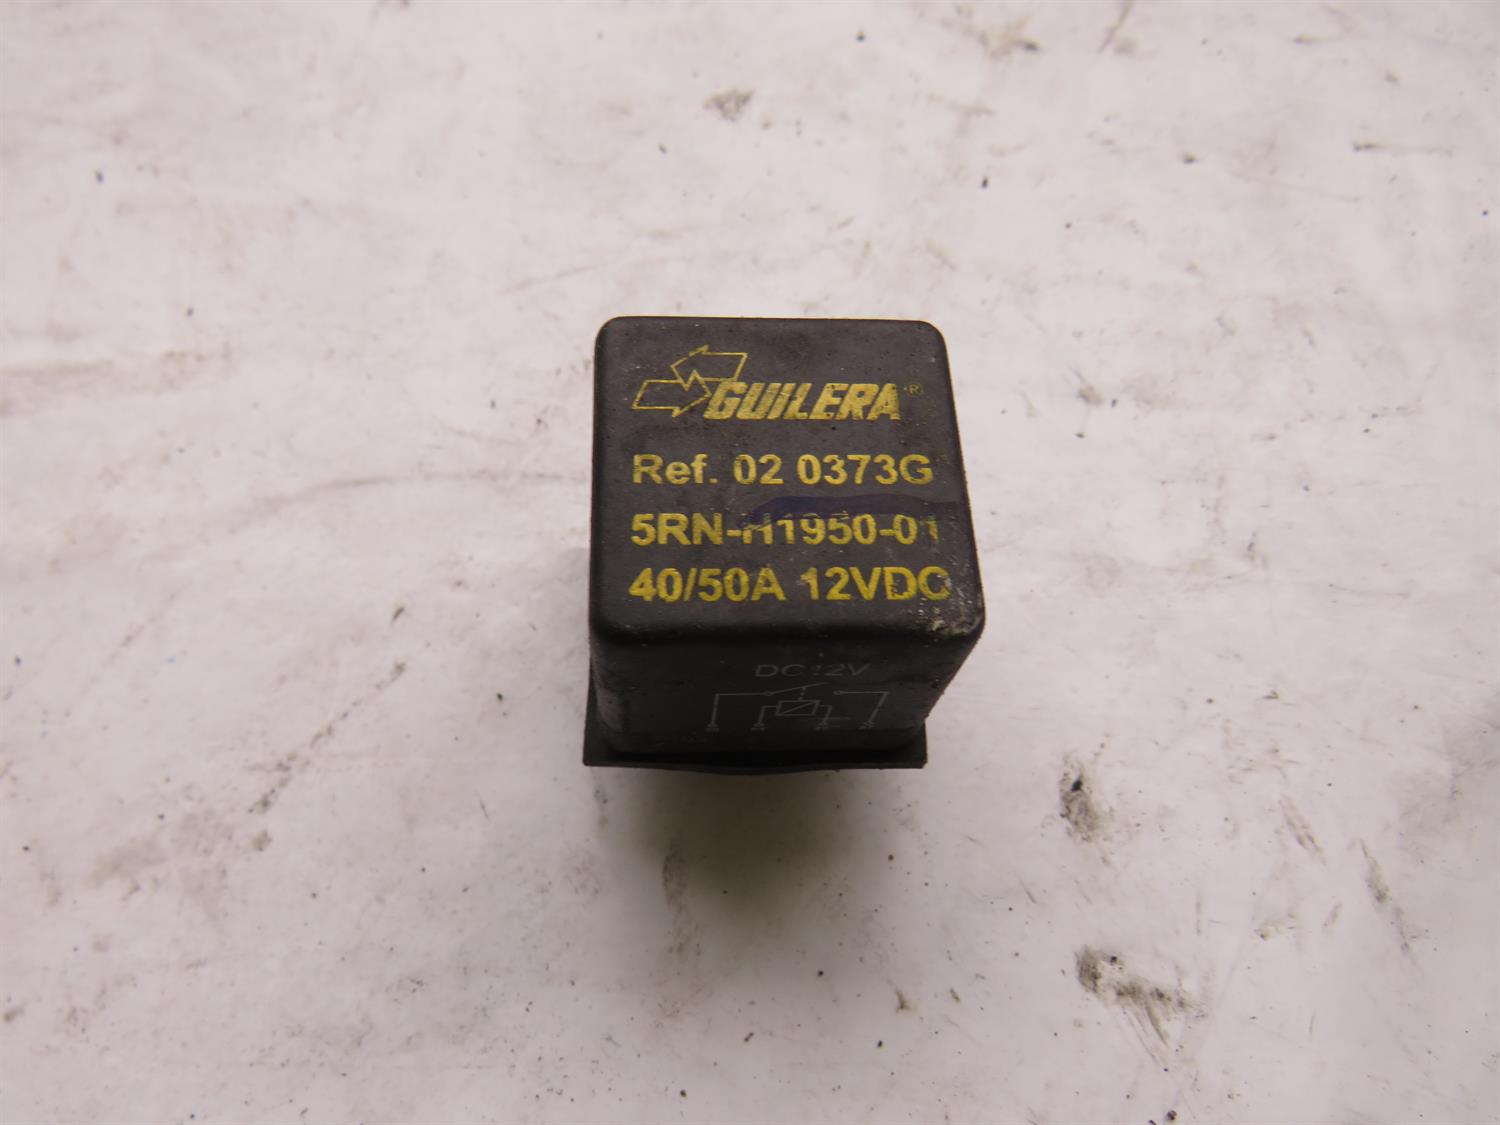 GUILERA®
Ref. 02 0373G
5RN-H1950-01
40/50A 12VDC
DC12V